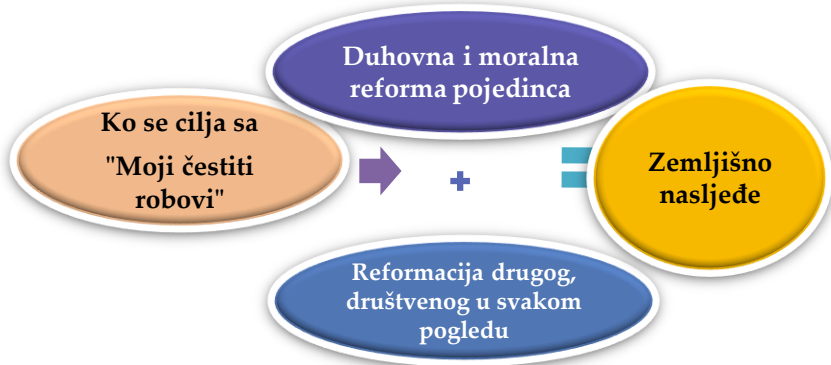 Ko se cilja sa
"Moji čestiti
robovi"
Duhovna i moralna
reforma pojedinca
+
Reformacija drugog,
društvenog u svakom
pogledu
=
Zemljišno
nasljeđe